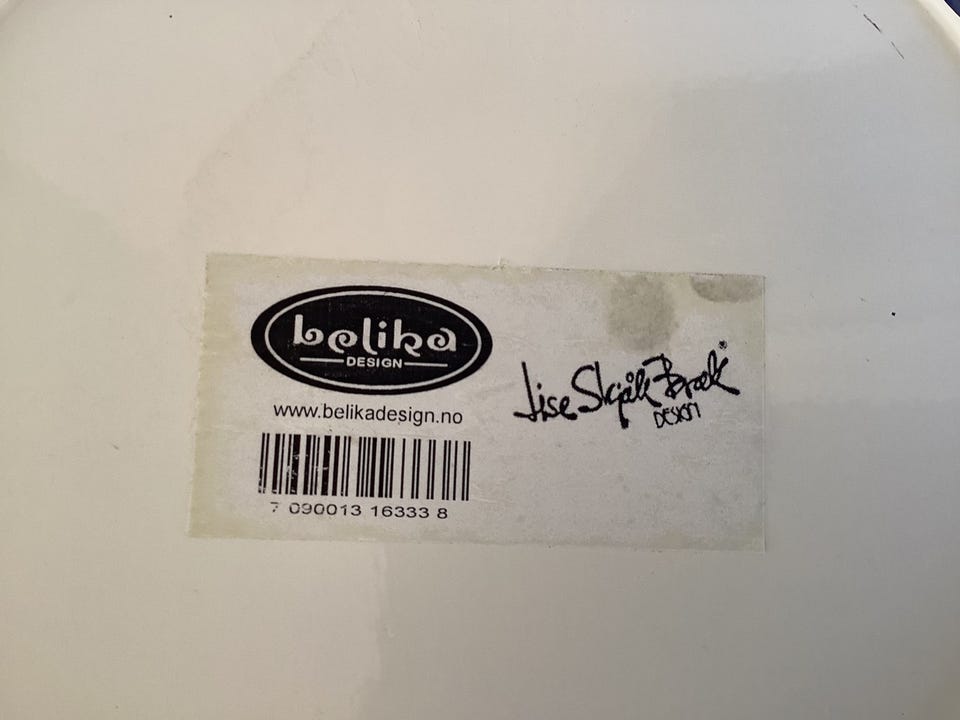 belika
DESIGN
www.belikadesign.no
7 090013 16333 8
Lise Skjåk Bræk®
DESIGN